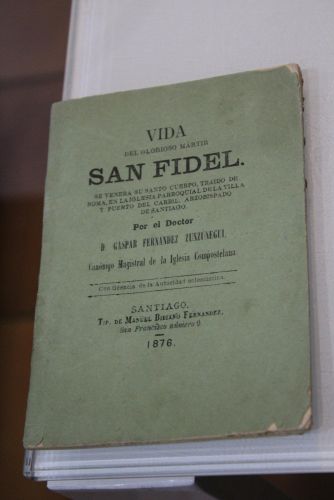 VIDA
DEL GLORIOSO MÁRTIR
SAN FIDEL.
SE VENERA SU SANTO CUERPO, TRAIDO DE
ROMA, EN LA IGLESIA PARROQUIAL DE LA VILLA
Y PUERTO DEL CARRIL, ARZOBISPADO
DE SANTIAGO.
Por el Doctor
D. GASPAR FERNANDEZ ZUNZUNEGUI,
Canónigo Magistral de la Iglesia Compostelana
Con licencia de la Autoridad eclesiástica.
SANTIAGO.
TIP. DE MANUEL BIBIANO FERNANDEZ,
San Francisco número 9
1876.